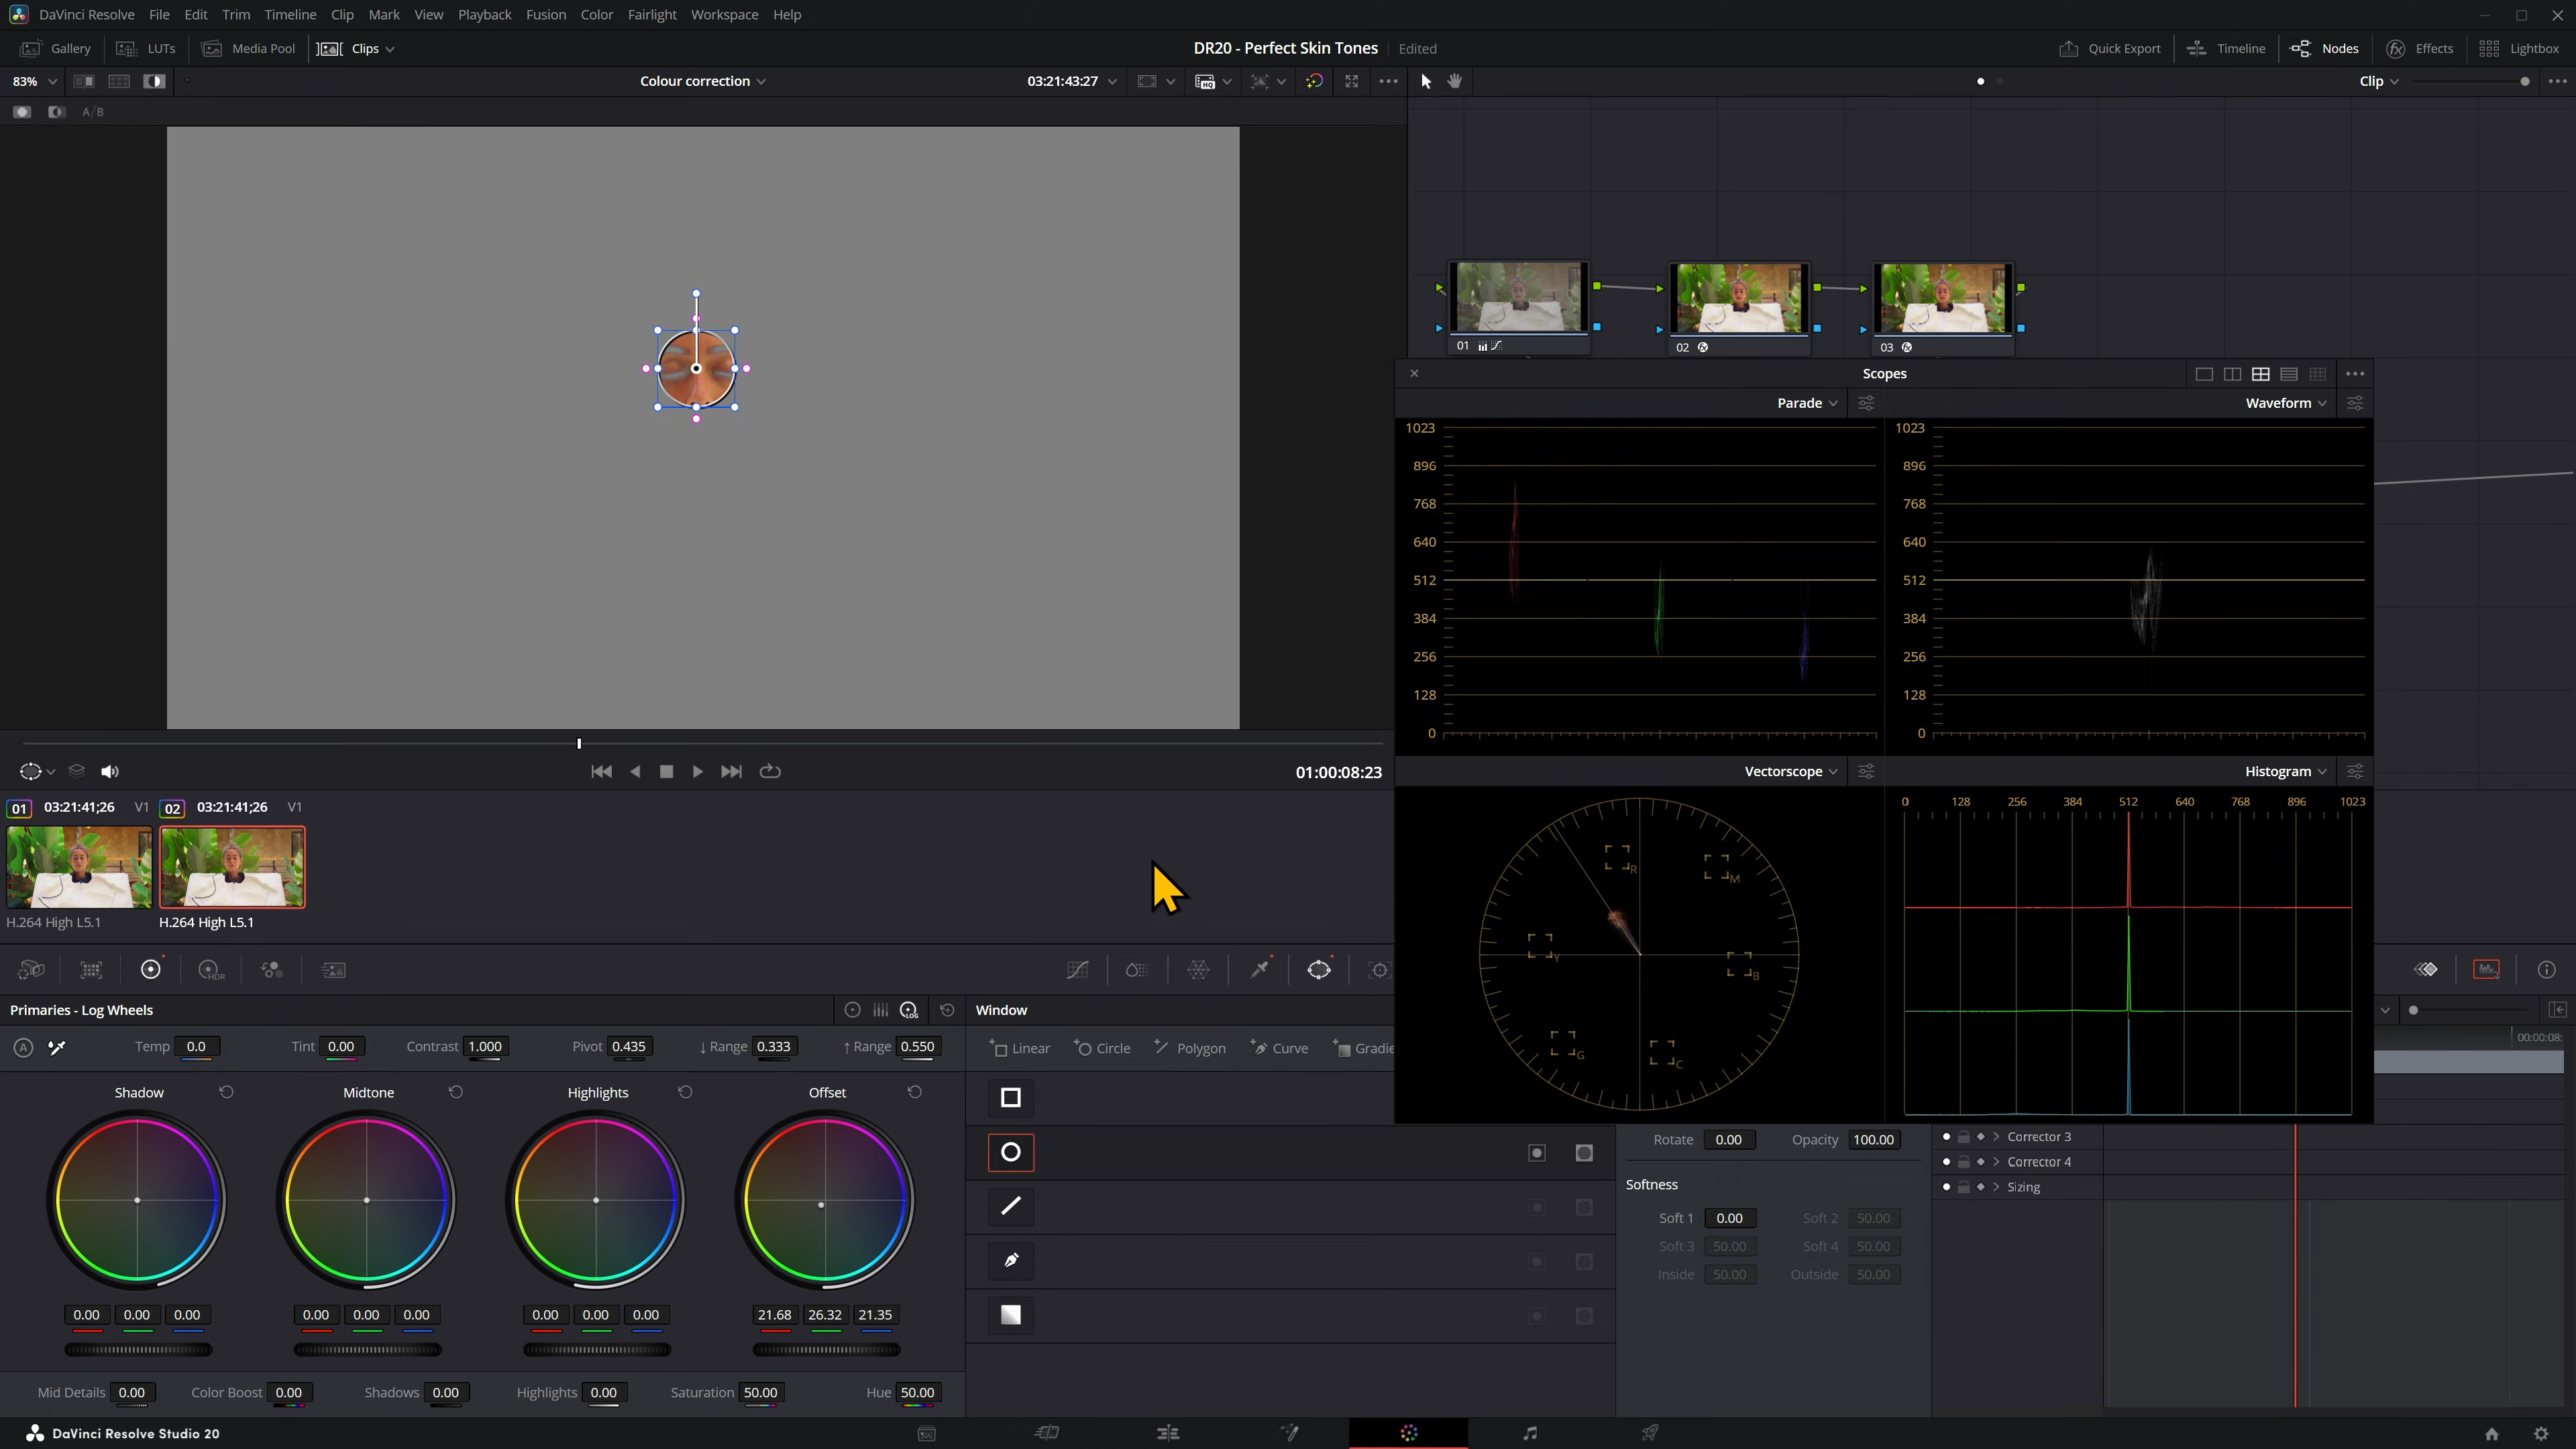 DaVinci Resolve File Edit Trim Timeline Clip Mark View Playback Fusion Color Fairlight Workspace Help
Gallery LUTs Media Pool Clips DR20 - Perfect Skin Tones Edited Quick Export Timeline Nodes Effects Lightbox
83% Colour correction 03:21:43:27 HQ Clip
A/B
01 02 03
Scopes
Parade Waveform
1023 1023
896 896
768 768
640 640
512 512
384 384
256 256
128 128
0 0
01:00:08:23
Vectorscope Histogram
01 03:21:41;26 V1 02 03:21:41;26 V1
0 128 256 384 512 640 768 896 1023
R M
Y B
G C
H.264 High L5.1 H.264 High L5.1
HDR
Primaries - Log Wheels LOG Window
A Temp 0.0 Tint 0.00 Contrast 1.000 Pivot 0.435 ↓ Range 0.333 ↑ Range 0.550
Linear Circle Polygon Curve Gradie
00:00:08:
Shadow Midtone Highlights Offset
Rotate 0.00 Opacity 100.00
Corrector 3
Corrector 4
Sizing
Softness
Soft 1 0.00 Soft 2 50.00
Soft 3 50.00 Soft 4 50.00
Inside 50.00 Outside 50.00
0.00 0.00 0.00 0.00 0.00 0.00 0.00 0.00 0.00 21.68 26.32 21.35
Mid Details 0.00 Color Boost 0.00 Shadows 0.00 Highlights 0.00 Saturation 50.00 Hue 50.00
DaVinci Resolve Studio 20